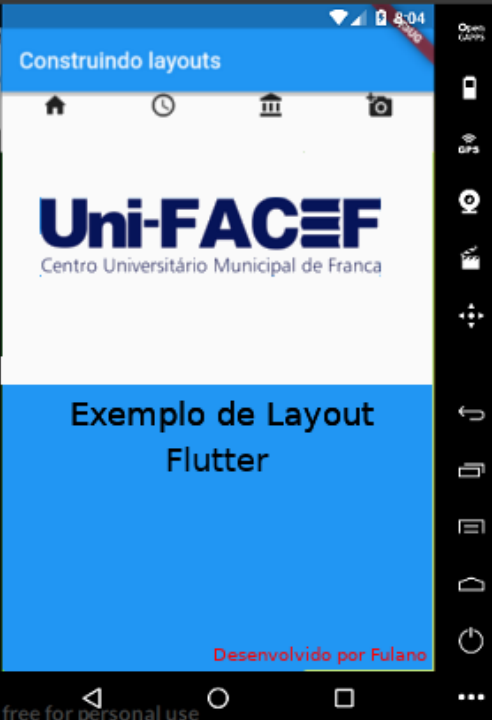 8:04
Construindo layouts
Uni-FACEF
Centro Universitário Municipal de Franca
Exemplo de Layout
Flutter
Desenvolvido por Fulano
free for personal use
Open
GAPPS
GPS